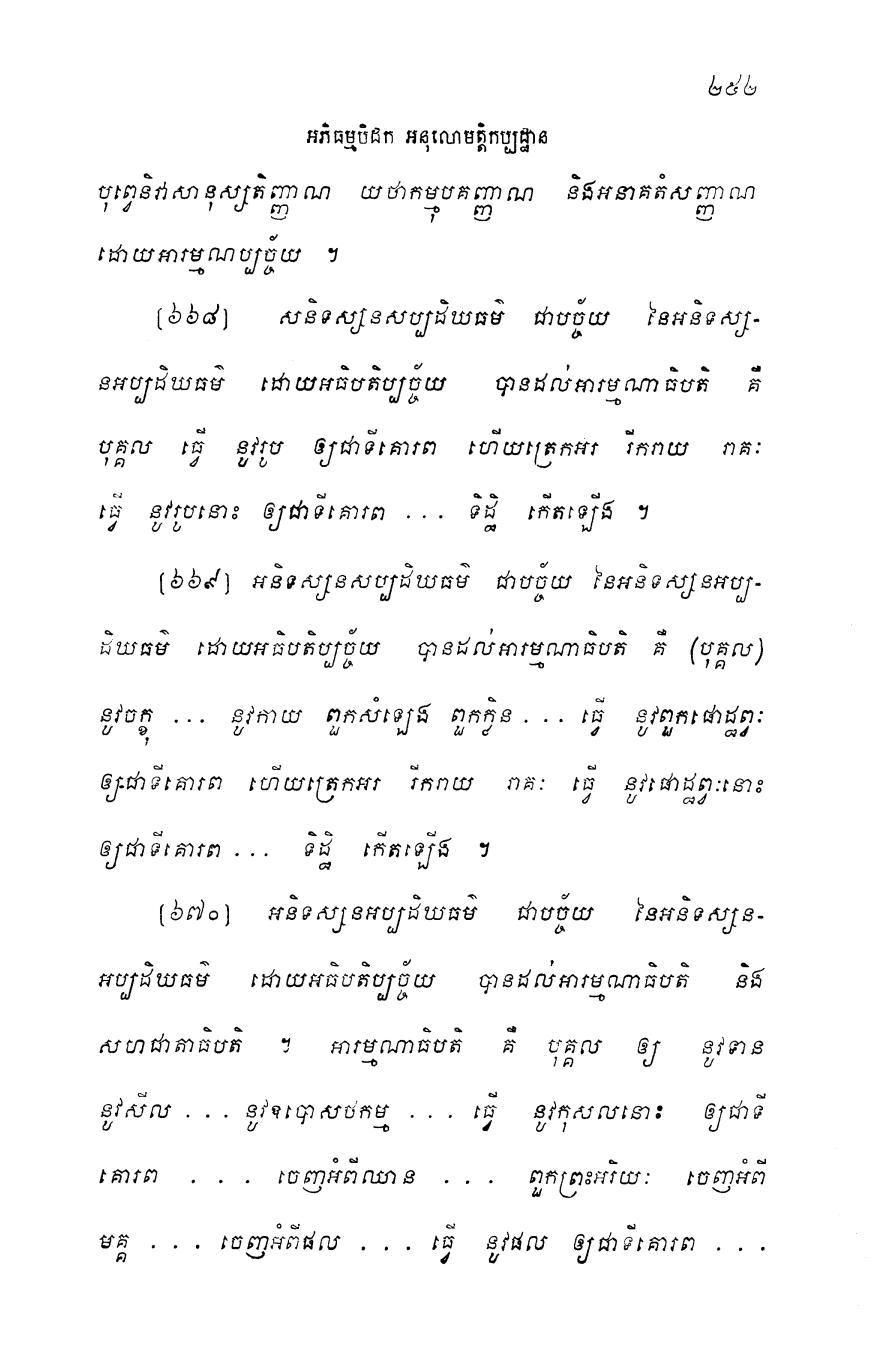 ២៥២
អភិធម្មបិដក អនុលោមត្តិកប្បដ្ឋាន
បុព្វេនិវាសានុស្សតិញ្ញាណ យថាកម្មុបគញ្ញាណ និងអនាគតំសញ្ញាណ
ដោយអារម្មណប្បច្ច័យ ។
[៦៦៨] សនិទស្សនសប្បដិឃធម៌ ជាបច្ច័យ នៃអនិទស្ស-
នអប្បដិឃធម៌ ដោយអធិបតិប្បច្ច័យ បានដល់អារម្មណាធិបតិ គឺ
បុគ្គល ធ្វើ នូវរូប ឲ្យជាទីគោរព ហើយត្រេកអរ រីករាយ រាគៈ
ធ្វើ នូវរូបនោះ ឲ្យជាទីគោរព ... ទិដ្ឋិ កើតឡើង ។
[៦៦៩] អនិទស្សនសប្បដិឃធម៌ ជាបច្ច័យ នៃអនិទស្សនអប្ប-
ដិឃធម៌ ដោយអធិបតិប្បច្ច័យ បានដល់អារម្មណាធិបតិ គឺ (បុគ្គល)
នូវចក្ខុ ... នូវកាយ ពួកសំឡេង ពួកក្លិន... ធ្វើ នូវពួកផោដ្ឋព្វៈ
ឲ្យជាទីគោរព ហើយត្រេកអរ រីករាយ រាគៈ ធ្វើ នូវផោដ្ឋព្វៈនោះ
ឲ្យជាទីគោរព ... ទិដ្ឋិ កើតឡើង ។
[៦៧០] អនិទស្សនអប្បដិឃធម៌ ជាបច្ច័យ នៃអនិទស្សន-
អប្បដិឃធម៌ ដោយអធិបតិប្បច្ច័យ បានដល់អារម្មណាធិបតិ និង
សហជាតាធិបតិ ។ អារម្មណាធិបតិ គឺ បុគ្គល ឲ្យ នូវទាន
នូវសីល ... នូវឧបោសថកម្ម ... ធ្វើ នូវកុសលនោះ ឲ្យជាទី
គោរព ... ចេញអំពីឈាន ... ពួកព្រះអរិយៈ ចេញអំពី
មគ្គ ... ចេញអំពីផល ... ធ្វើ នូវផល ឲ្យជាទីគោរព ...